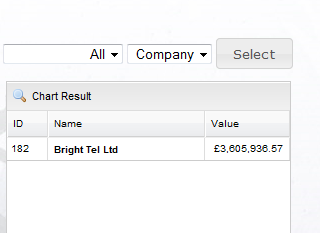 All Company Select
Chart Result
ID Name Value
182 Bright Tel Ltd £3,605,936.57